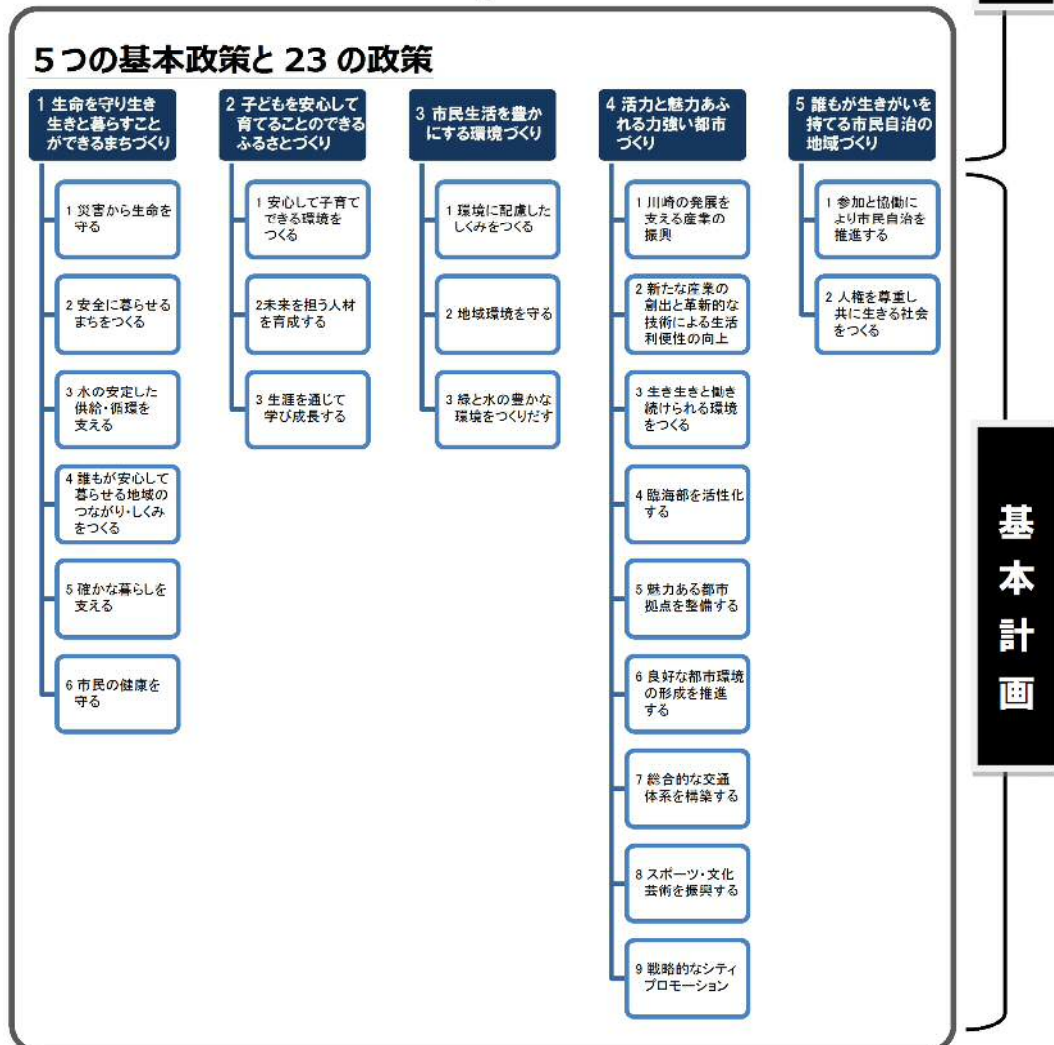 5つの基本政策と 23 の政策
1 生命を守り生き
生きと暮らすこと
ができるまちづくり
1 災害から生命を
守る
2 安全に暮らせる
まちをつくる
3 水の安定した
供給・循環を
支える
4 誰もが安心して
暮らせる地域の
つながり・しくみ
をつくる
5 確かな暮らしを
支える
6 市民の健康を
守る
2 子どもを安心して
育てることのできる
ふるさとづくり
1 安心して子育て
できる環境を
つくる
2未来を担う人材
を育成する
3 生涯を通じて
学び成長する
3 市民生活を豊か
にする環境づくり
1 環境に配慮した
しくみをつくる
2 地域環境を守る
3 緑と水の豊かな
環境をつくりだす
4 活力と魅力あふ
れる力強い都市
づくり
1 川崎の発展を
支える産業の
振興
2 新たな産業の
創出と革新的な
技術による生活
利便性の向上
3 生き生きと働き
続けられる環境
をつくる
4 臨海部を活性化
する
5 魅力ある都市
拠点を整備する
6 良好な都市環境
の形成を推進
する
7 総合的な交通
体系を構築する
8 スポーツ・文化
芸術を振興する
9 戦略的なシティ
プロモーション
5 誰もが生きがいを
持てる市民自治の
地域づくり
1 参加と協働に
より市民自治を
推進する
2 人権を尊重し
共に生きる社会
をつくる
基本計画